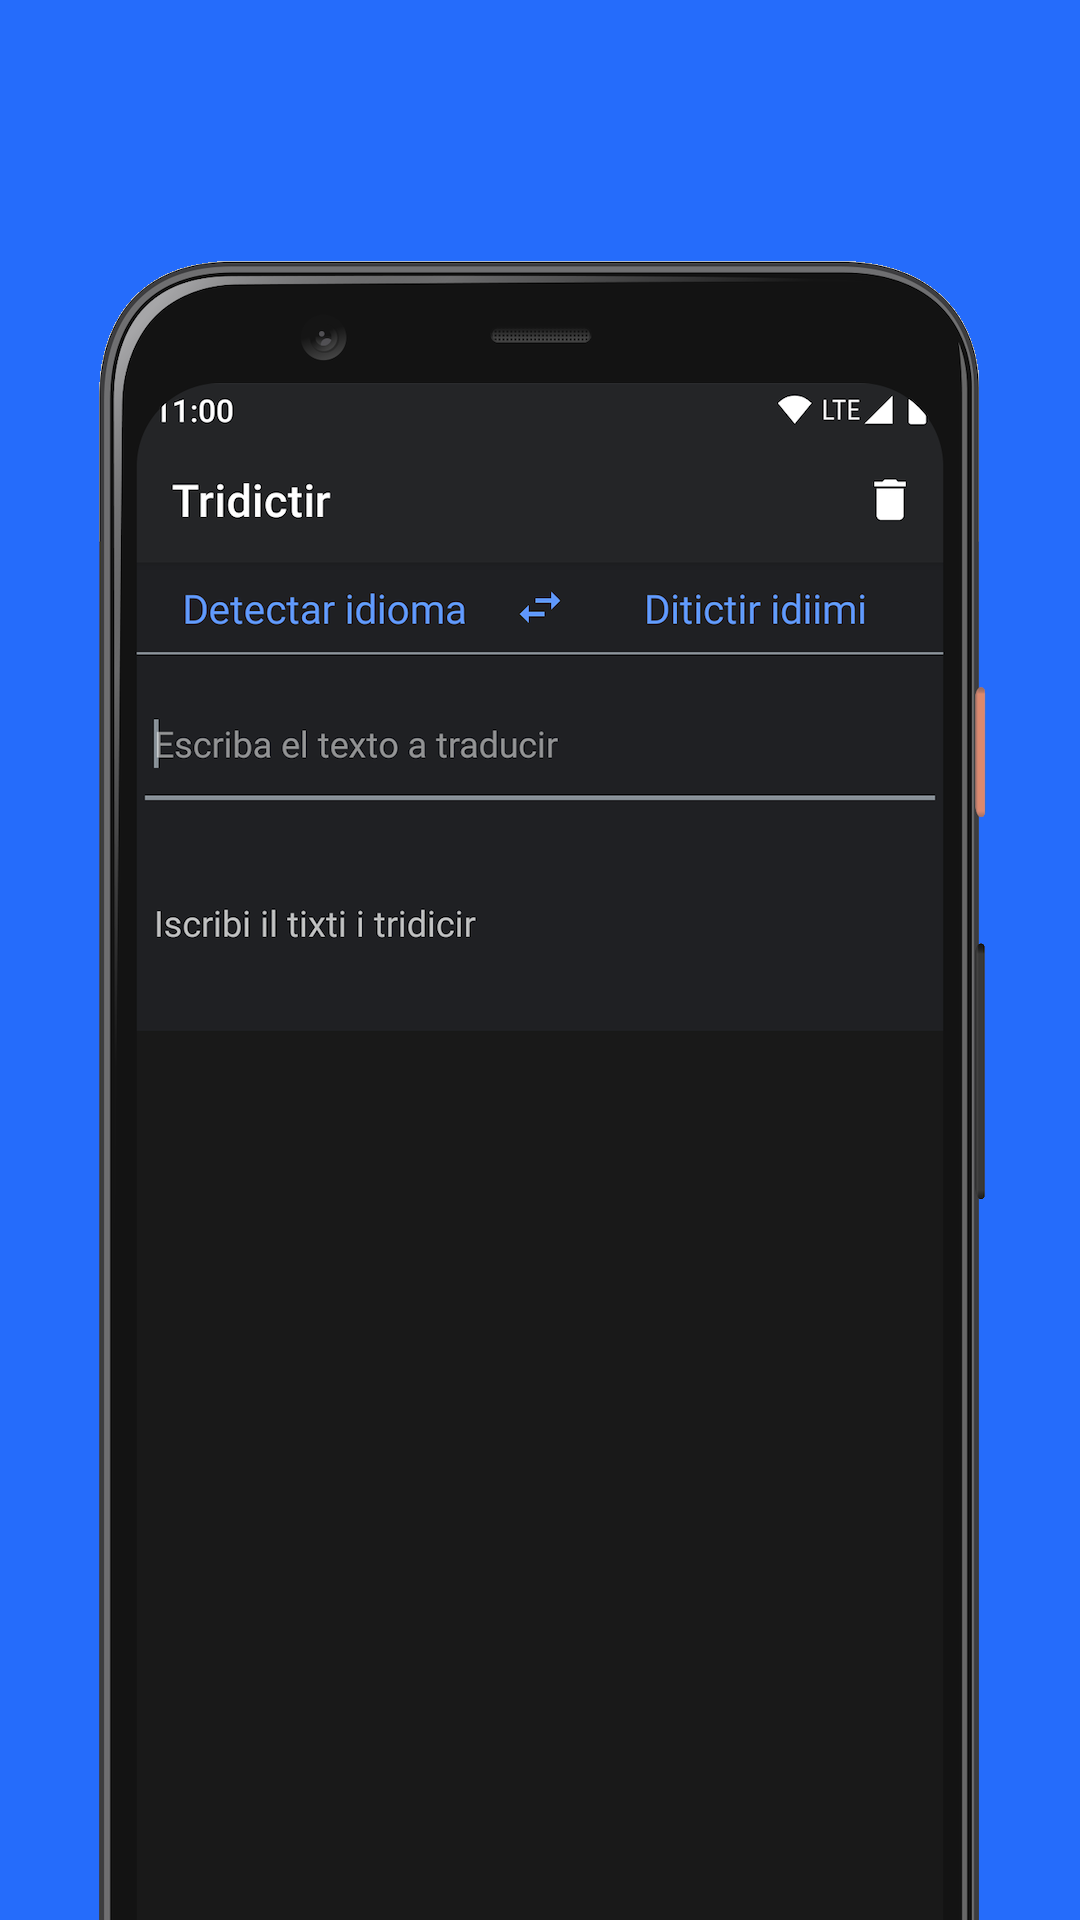 11:00 LTE
Tridictir
Detectar idioma Ditictir idiimi
Escriba el texto a traducir
Iscribi il tixti i tridicir